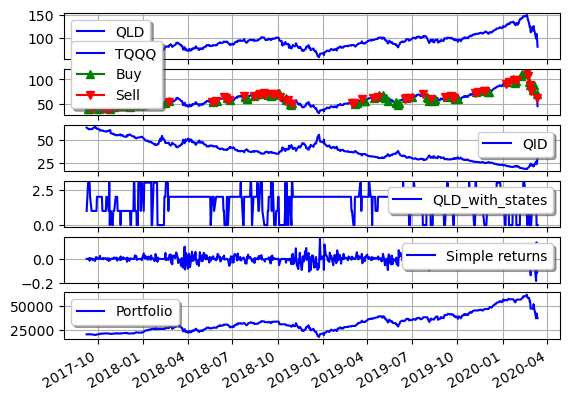 150
100
QLD
TQQQ
Buy
Sell
100
50
50
25
QID
2.5
0.0
QLD_with_states
0.0
−0.2
Simple returns
50000
25000
Portfolio
2017-10
2018-01
2018-04
2018-07
2018-10
2019-01
2019-04
2019-07
2019-10
2020-01
2020-04